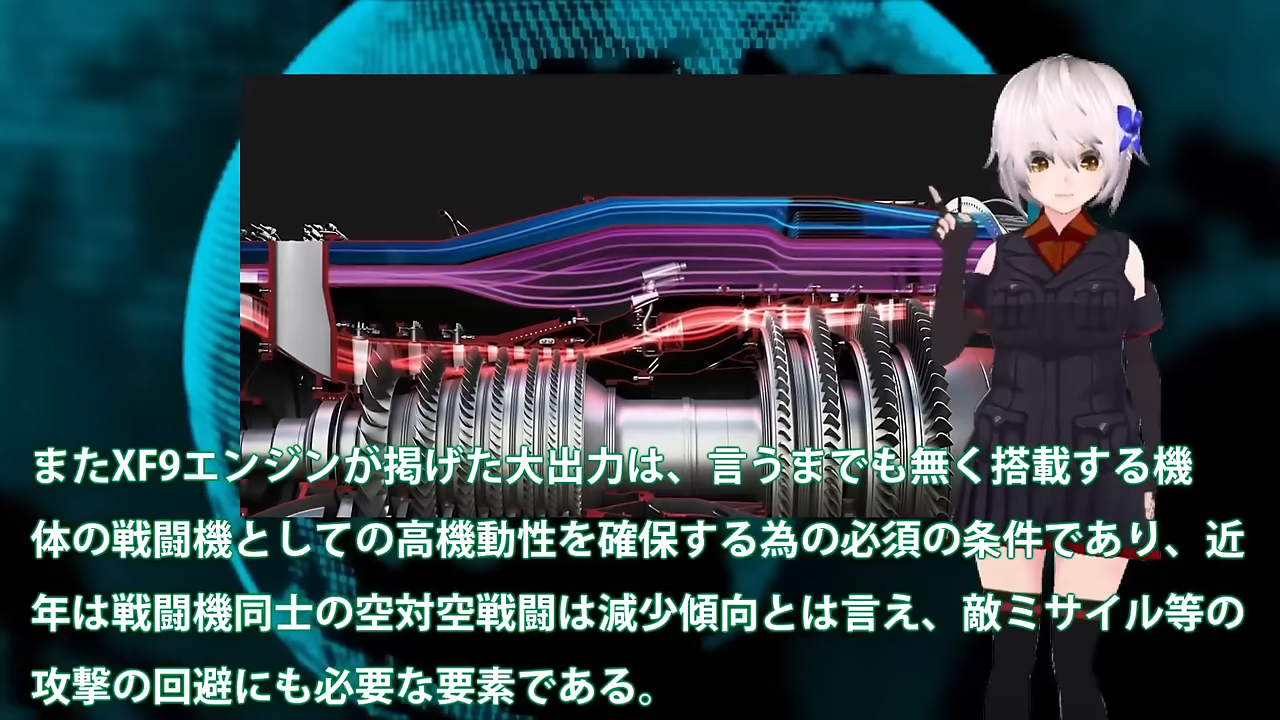 またXF9エンジンが掲げた大出力は、言うまでも無く搭載する機
体の戦闘機としての高機動性を確保する為の必須の条件であり、近
年は戦闘機同士の空対空戦闘は減少傾向とは言え、敵ミサイル等の
攻撃の回避にも必要な要素である。